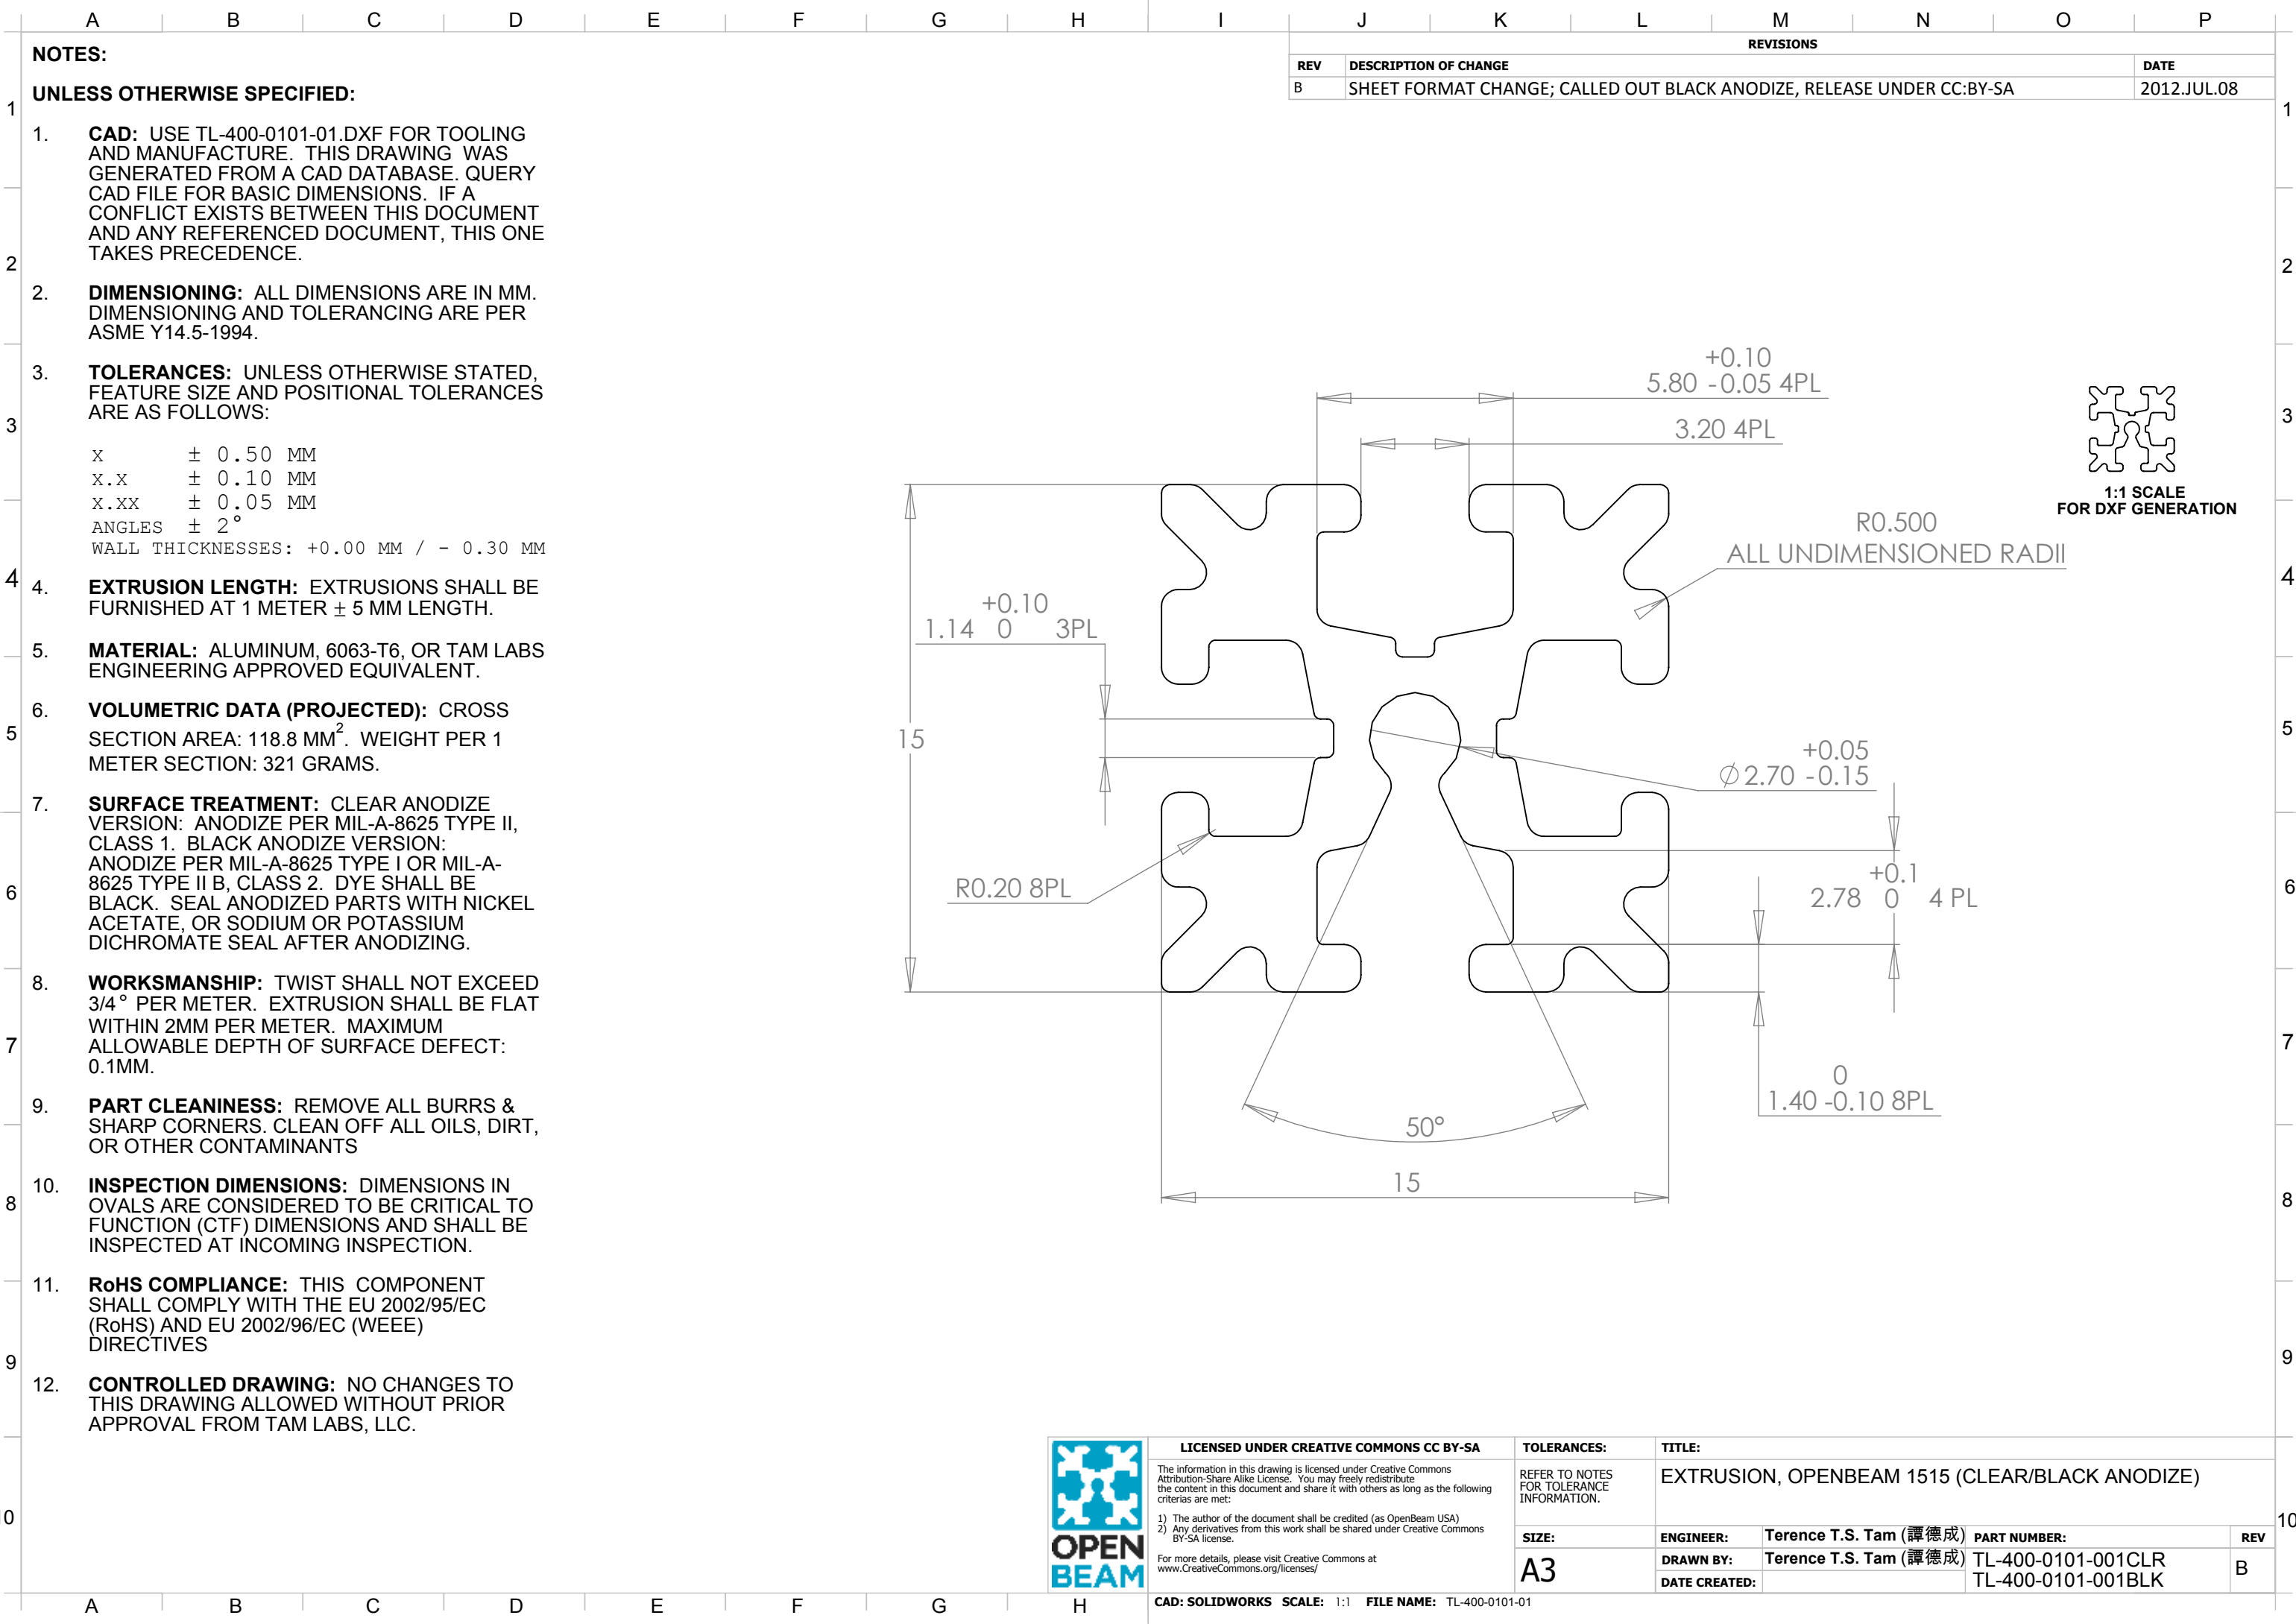 A B C D E F G H I J K L M N O P
NOTES:
UNLESS OTHERWISE SPECIFIED:
1. CAD: USE TL-400-0101-01.DXF FOR TOOLING
AND MANUFACTURE. THIS DRAWING WAS
GENERATED FROM A CAD DATABASE. QUERY
CAD FILE FOR BASIC DIMENSIONS. IF A
CONFLICT EXISTS BETWEEN THIS DOCUMENT
AND ANY REFERENCED DOCUMENT, THIS ONE
TAKES PRECEDENCE.
2. DIMENSIONING: ALL DIMENSIONS ARE IN MM.
DIMENSIONING AND TOLERANCING ARE PER
ASME Y14.5-1994.
3. TOLERANCES: UNLESS OTHERWISE STATED,
FEATURE SIZE AND POSITIONAL TOLERANCES
ARE AS FOLLOWS:
X ± 0.50 MM
X.X ± 0.10 MM
X.XX ± 0.05 MM
ANGLES ± 2°
WALL THICKNESSES: +0.00 MM / - 0.30 MM
4. EXTRUSION LENGTH: EXTRUSIONS SHALL BE
FURNISHED AT 1 METER ± 5 MM LENGTH.
5. MATERIAL: ALUMINUM, 6063-T6, OR TAM LABS
ENGINEERING APPROVED EQUIVALENT.
6. VOLUMETRIC DATA (PROJECTED): CROSS
SECTION AREA: 118.8 MM². WEIGHT PER 1
METER SECTION: 321 GRAMS.
7. SURFACE TREATMENT: CLEAR ANODIZE
VERSION: ANODIZE PER MIL-A-8625 TYPE II,
CLASS 1. BLACK ANODIZE VERSION:
ANODIZE PER MIL-A-8625 TYPE I OR MIL-A-
8625 TYPE II B, CLASS 2. DYE SHALL BE
BLACK. SEAL ANODIZED PARTS WITH NICKEL
ACETATE, OR SODIUM OR POTASSIUM
DICHROMATE SEAL AFTER ANODIZING.
8. WORKSMANSHIP: TWIST SHALL NOT EXCEED
3/4° PER METER. EXTRUSION SHALL BE FLAT
WITHIN 2MM PER METER. MAXIMUM
ALLOWABLE DEPTH OF SURFACE DEFECT:
0.1MM.
9. PART CLEANINESS: REMOVE ALL BURRS &
SHARP CORNERS. CLEAN OFF ALL OILS, DIRT,
OR OTHER CONTAMINANTS
10. INSPECTION DIMENSIONS: DIMENSIONS IN
OVALS ARE CONSIDERED TO BE CRITICAL TO
FUNCTION (CTF) DIMENSIONS AND SHALL BE
INSPECTED AT INCOMING INSPECTION.
11. RoHS COMPLIANCE: THIS COMPONENT
SHALL COMPLY WITH THE EU 2002/95/EC
(RoHS) AND EU 2002/96/EC (WEEE)
DIRECTIVES
12. CONTROLLED DRAWING: NO CHANGES TO
THIS DRAWING ALLOWED WITHOUT PRIOR
APPROVAL FROM TAM LABS, LLC.
REVISIONS
REV DESCRIPTION OF CHANGE DATE
B SHEET FORMAT CHANGE; CALLED OUT BLACK ANODIZE, RELEASE UNDER CC:BY-SA 2012.JUL.08
+0.10
5.80 -0.05 4PL
3.20 4PL
1:1 SCALE
FOR DXF GENERATION
R0.500
ALL UNDIMENSIONED RADII
+0.10
1.14 0 3PL
15
+0.05
∅2.70 -0.15
R0.20 8PL
+0.1
2.78 0 4 PL
0
1.40 -0.10 8PL
50°
15
1 1
2 2
3 3
4 4
5 5
6 6
7 7
8 8
9 9
0 10
OPEN
BEAM
LICENSED UNDER CREATIVE COMMONS CC BY-SA
The information in this drawing is licensed under Creative Commons
Attribution-Share Alike License. You may freely redistribute
the content in this document and share it with others as long as the following
criterias are met:
1) The author of the document shall be credited (as OpenBeam USA)
2) Any derivatives from this work shall be shared under Creative Commons
BY-SA license.
For more details, please visit Creative Commons at
www.CreativeCommons.org/licenses/
TOLERANCES:
REFER TO NOTES
FOR TOLERANCE
INFORMATION.
SIZE:
A3
TITLE:
EXTRUSION, OPENBEAM 1515 (CLEAR/BLACK ANODIZE)
ENGINEER: Terence T.S. Tam (譚德成)
DRAWN BY: Terence T.S. Tam (譚德成)
DATE CREATED:
PART NUMBER:
TL-400-0101-001CLR
TL-400-0101-001BLK
REV
B
CAD: SOLIDWORKS SCALE: 1:1 FILE NAME: TL-400-0101-01
A B C D E F G H